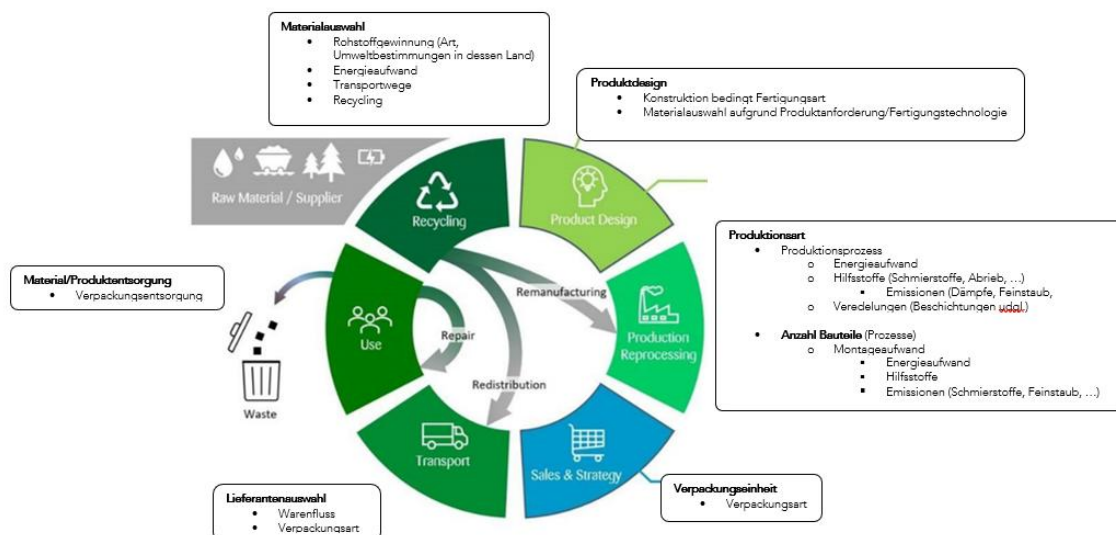 Materialauswahl
• Rohstoffgewinnung (Art,
Umweltbestimmungen in dessen Land)
• Energieaufwand
• Transportwege
• Recycling
Produktdesign
• Konstruktion bedingt Fertigungsart
• Materialauswahl aufgrund Produktanforderung/Fertigungstechnologie
Raw Material / Supplier
Recycling
Product Design
Produktionsart
• Produktionsprozess
o Energieaufwand
o Hilfsstoffe (Schmierstoffe, Abrieb, ...)
▪ Emissionen (Dämpfe, Feinstaub,
o Veredelungen (Beschichtungen udgl.)
• Anzahl Bauteile (Prozesse)
o Montageaufwand
▪ Energieaufwand
▪ Hilfsstoffe
▪ Emissionen (Schmierstoffe, Feinstaub, ...)
Material/Produktentsorgung
• Verpackungsentsorgung
Remanufacturing
Use
Repair
Production
Reprocessing
Redistribution
Waste
Transport
Sales & Strategy
Lieferantenauswahl
• Warenfluss
• Verpackungsart
Verpackungseinheit
• Verpackungsart